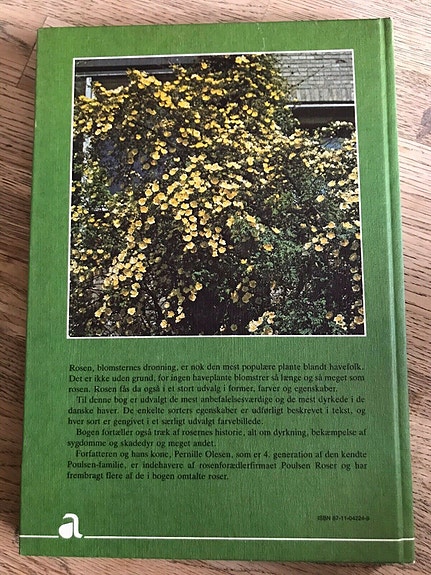 Rosen, blomsternes dronning, er nok den mest populære plante blandt havefolk.
Det er ikke uden grund, for ingen haveplante blomstrer så længe og så meget som
rosen. Rosen fås da også i et stort udvalg i former, farver og egenskaber.
Til denne bog er udvalgt de mest anbefalesesværdige og de mest dyrkede i de
danske haver. De enkelte sorters egenskaber er udførligt beskrevet i tekst, og
hver sort er gengivet i et særligt udvalgt farvebillede.
Bogen fortæller også træk af rosernes historie, alt om dyrkning, bekæmpelse af
sygdomme og skadedyr og meget andet.
Forfatteren og hans kone, Pernille Olesen, som er 4. generation af den kendte
Poulsen-familie, er indehavere af rosenforædlerfirmaet Poulsen Roser og har
frembragt flere af de i bogen omtalte roser.
ISBN 87-11-04224-9
a